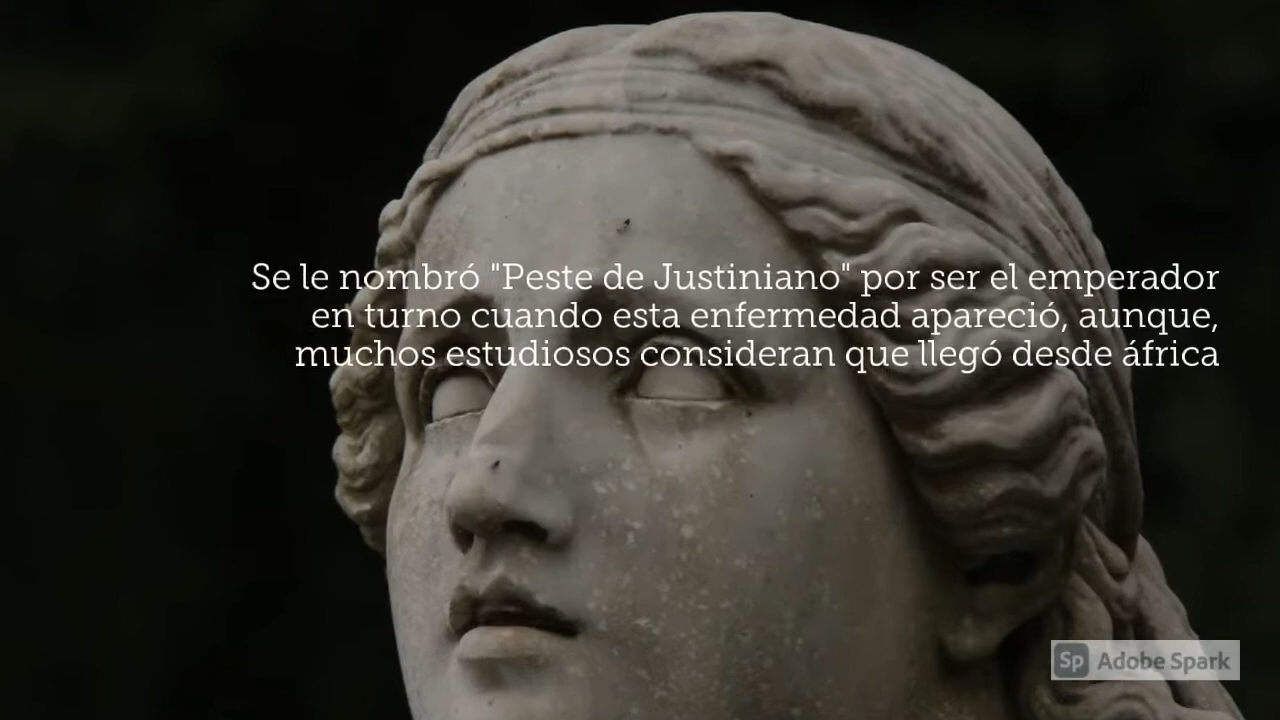 Se le nombró "Peste de Justiniano" por ser el emperador
en turno cuando esta enfermedad apareció, aunque,
muchos estudiosos consideran que llegó desde áfrica
Sp Adobe Spark